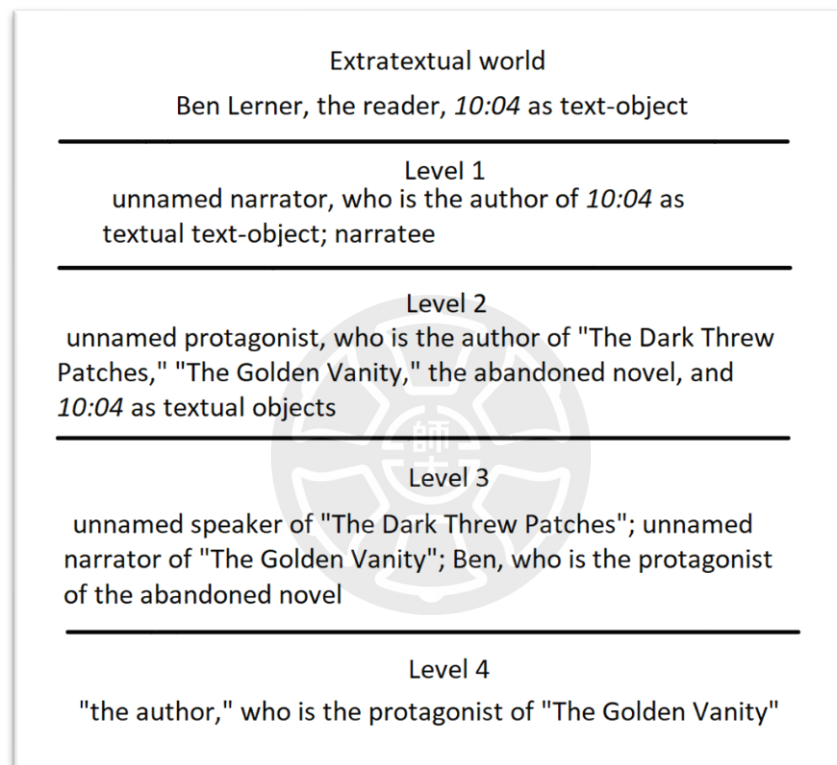 Extratextual world
Ben Lerner, the reader, 10:04 as text-object
Level 1
unnamed narrator, who is the author of 10:04 as
textual text-object; narratee
Level 2
unnamed protagonist, who is the author of "The Dark Threw
Patches," "The Golden Vanity," the abandoned novel, and
10:04 as textual objects
師大
Level 3
unnamed speaker of "The Dark Threw Patches"; unnamed
narrator of "The Golden Vanity"; Ben, who is the protagonist
of the abandoned novel
Level 4
"the author," who is the protagonist of "The Golden Vanity"